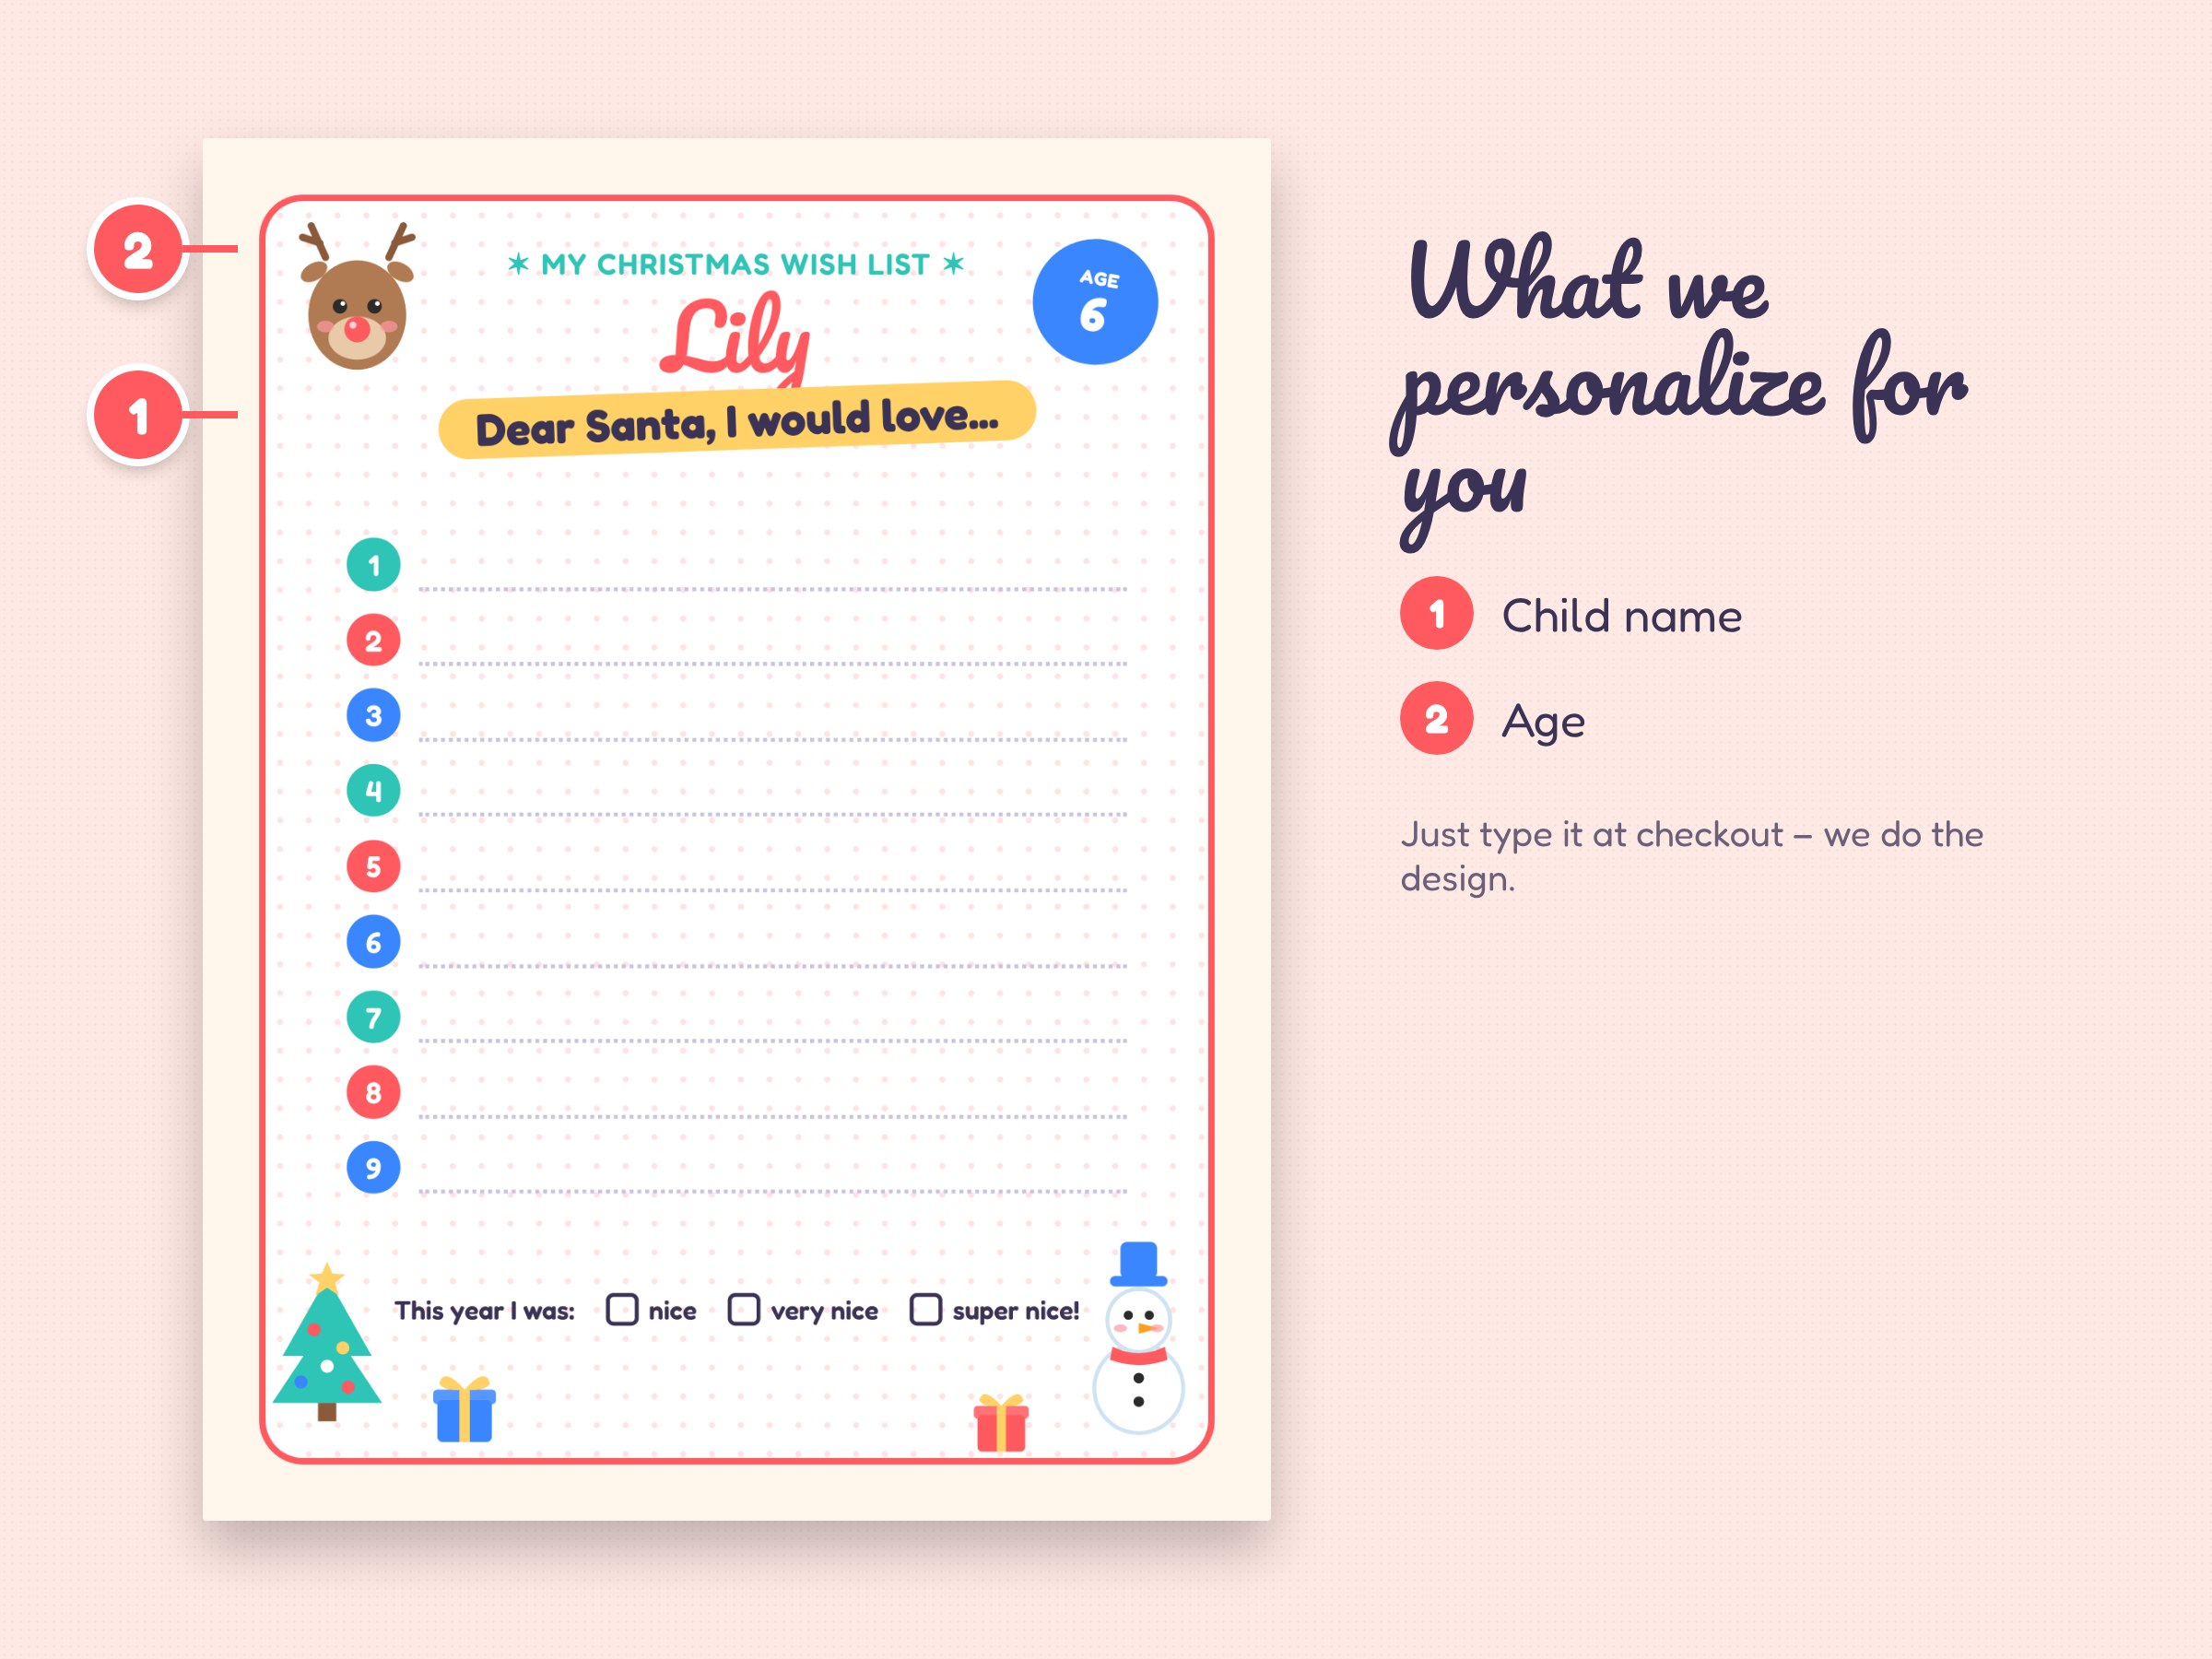 2
1
✶ MY CHRISTMAS WISH LIST ✶
Lily
AGE
6
Dear Santa, I would love...
1
2
3
4
5
6
7
8
9
This year I was: nice very nice super nice!
What we
personalize for
you
1 Child name
2 Age
Just type it at checkout – we do the
design.